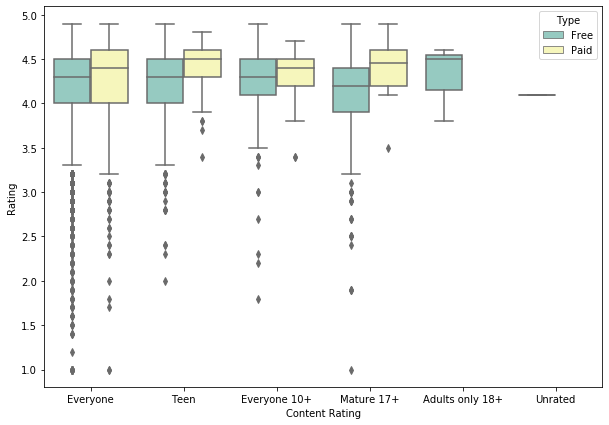 Type
Free
Paid
5.0
4.5
4.0
3.5
3.0
2.5
2.0
1.5
1.0
Rating
Everyone
Teen
Everyone 10+
Mature 17+
Adults only 18+
Unrated
Content Rating